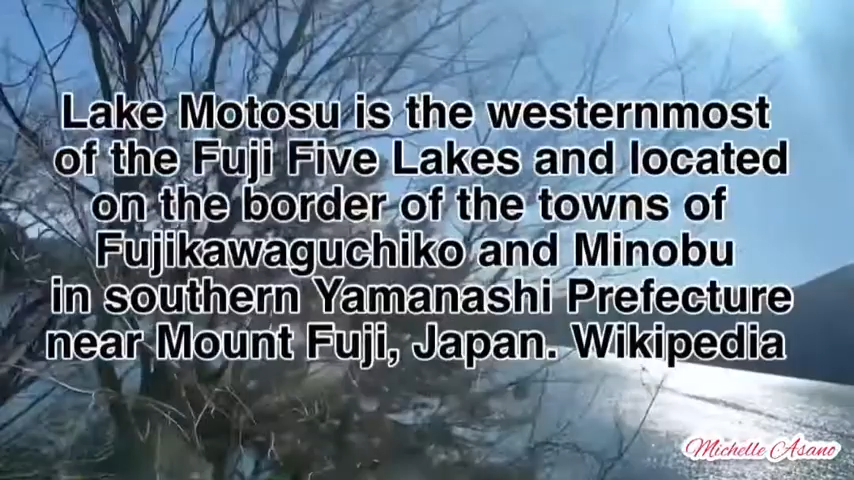 Lake Motosu is the westernmost
of the Fuji Five Lakes and located
on the border of the towns of
Fujikawaguchiko and Minobu
in southern Yamanashi Prefecture
near Mount Fuji, Japan. Wikipedia
Michelle Asano